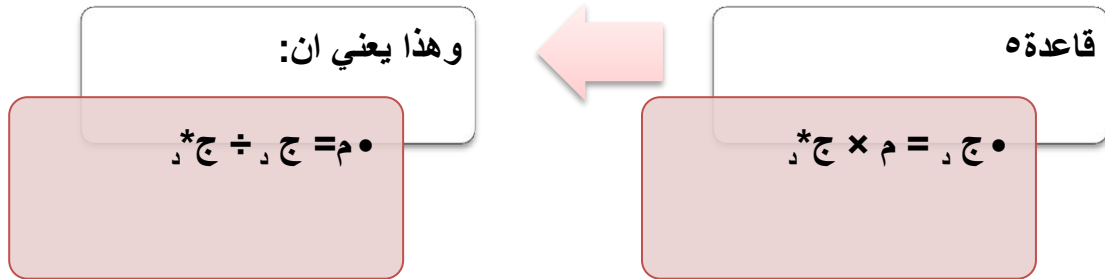 قاعدة٥
• ج د = م × ج*د
وهذا يعني ان:
• م= ج د ÷ ج*د